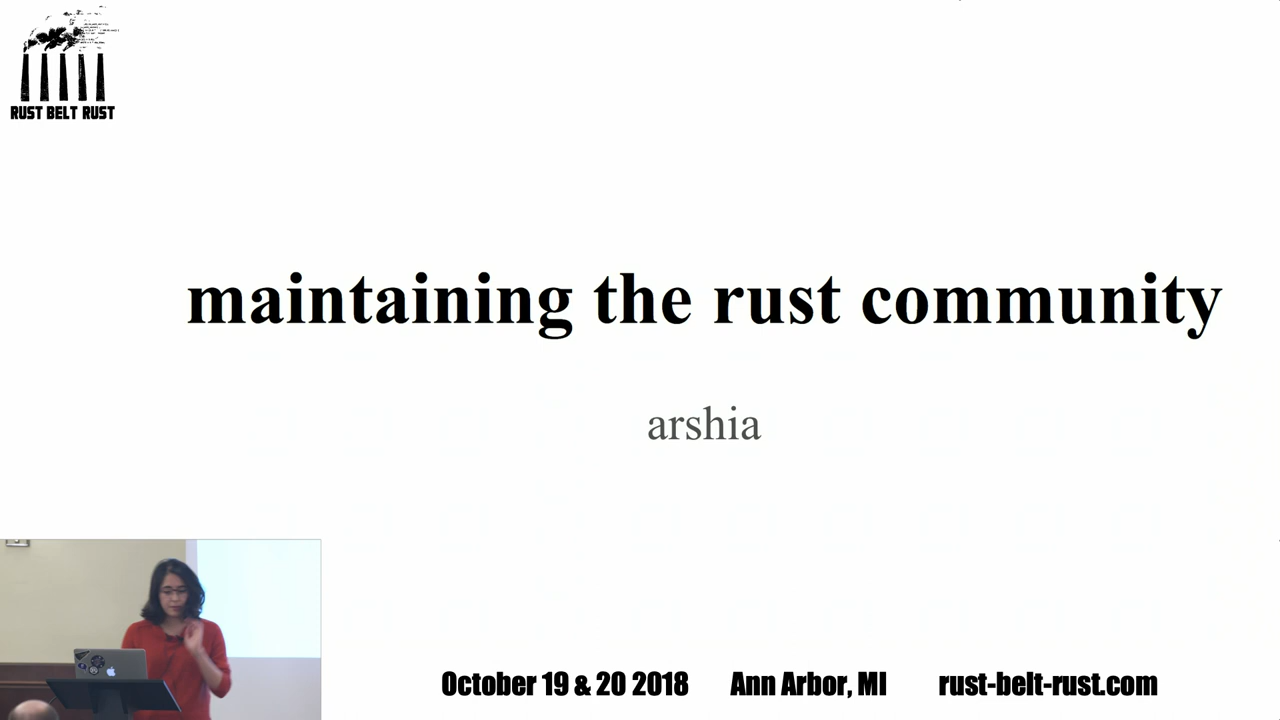 RUST BELT RUST
maintaining the rust community
arshia
October 19 & 20 2018 Ann Arbor, MI rust-belt-rust.com